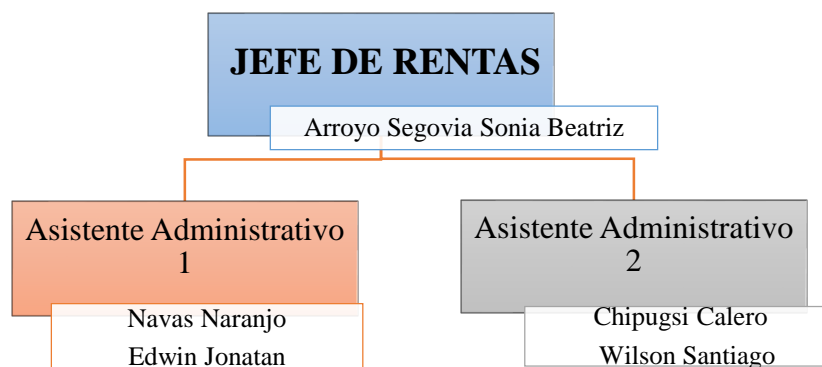 JEFE DE RENTAS
Arroyo Segovia Sonia Beatriz
Asistente Administrativo
1
Navas Naranjo
Edwin Jonatan
Asistente Administrativo
2
Chipugsi Calero
Wilson Santiago